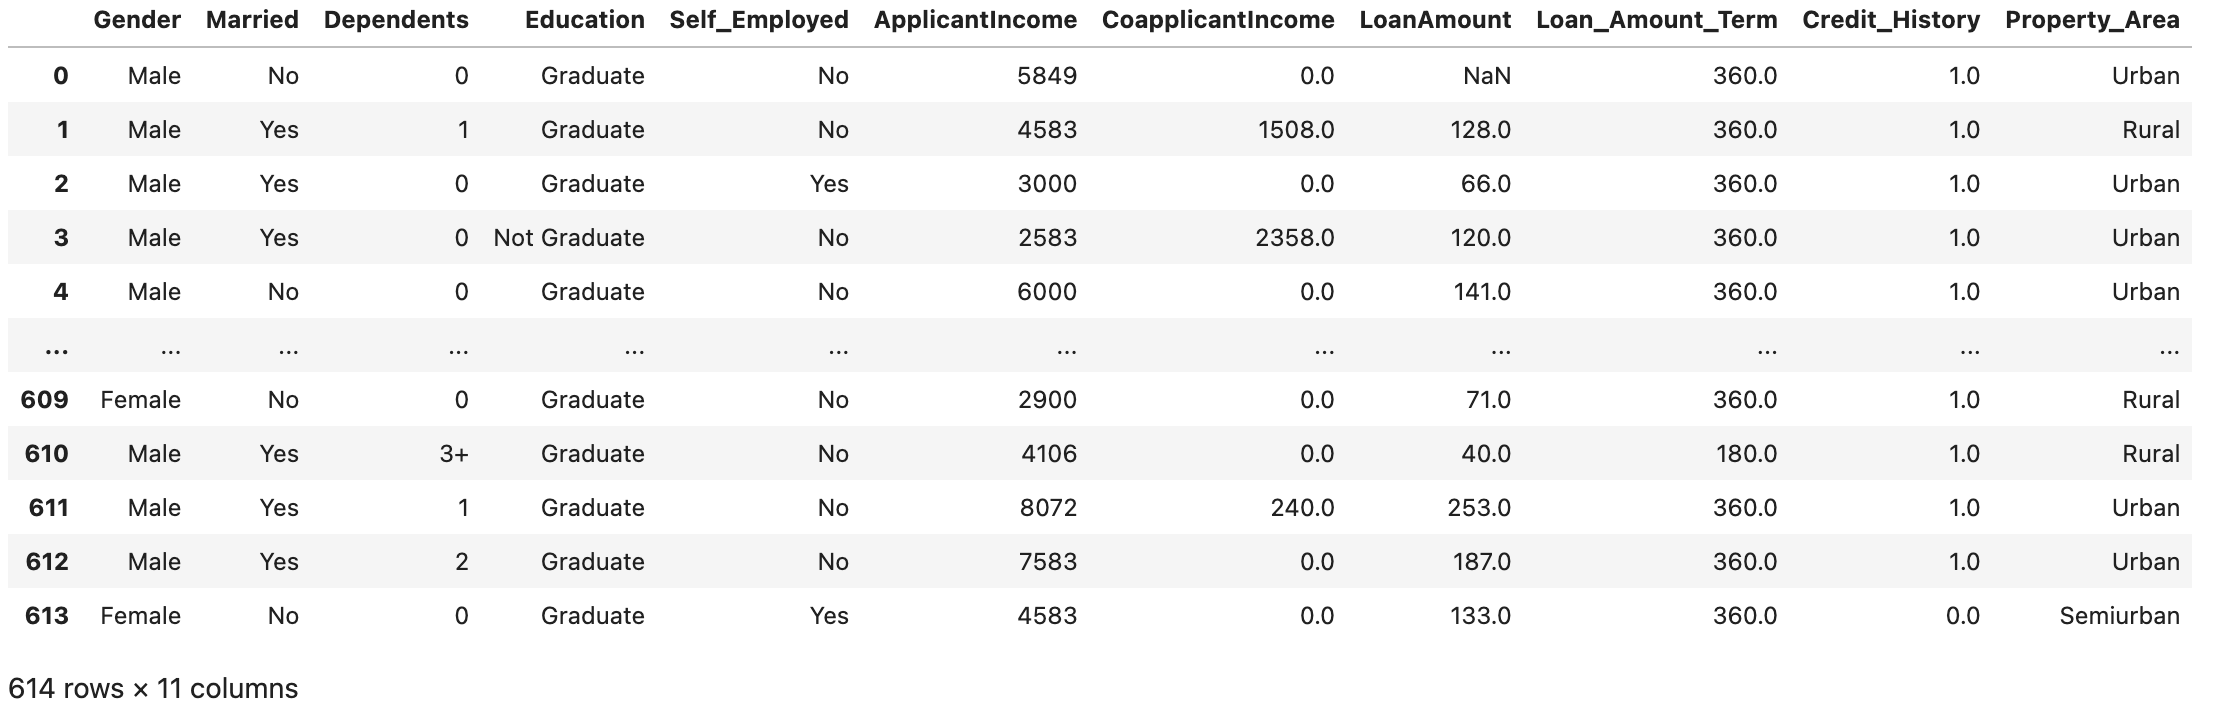 Gender Married Dependents Education Self_Employed ApplicantIncome CoapplicantIncome LoanAmount Loan_Amount_Term Credit_History Property_Area
0 Male No 0 Graduate No 5849 0.0 NaN 360.0 1.0 Urban
1 Male Yes 1 Graduate No 4583 1508.0 128.0 360.0 1.0 Rural
2 Male Yes 0 Graduate Yes 3000 0.0 66.0 360.0 1.0 Urban
3 Male Yes 0 Not Graduate No 2583 2358.0 120.0 360.0 1.0 Urban
4 Male No 0 Graduate No 6000 0.0 141.0 360.0 1.0 Urban
... ... ... ... ... ... ... ... ... ... ... ...
609 Female No 0 Graduate No 2900 0.0 71.0 360.0 1.0 Rural
610 Male Yes 3+ Graduate No 4106 0.0 40.0 180.0 1.0 Rural
611 Male Yes 1 Graduate No 8072 240.0 253.0 360.0 1.0 Urban
612 Male Yes 2 Graduate No 7583 0.0 187.0 360.0 1.0 Urban
613 Female No 0 Graduate Yes 4583 0.0 133.0 360.0 0.0 Semiurban
614 rows × 11 columns